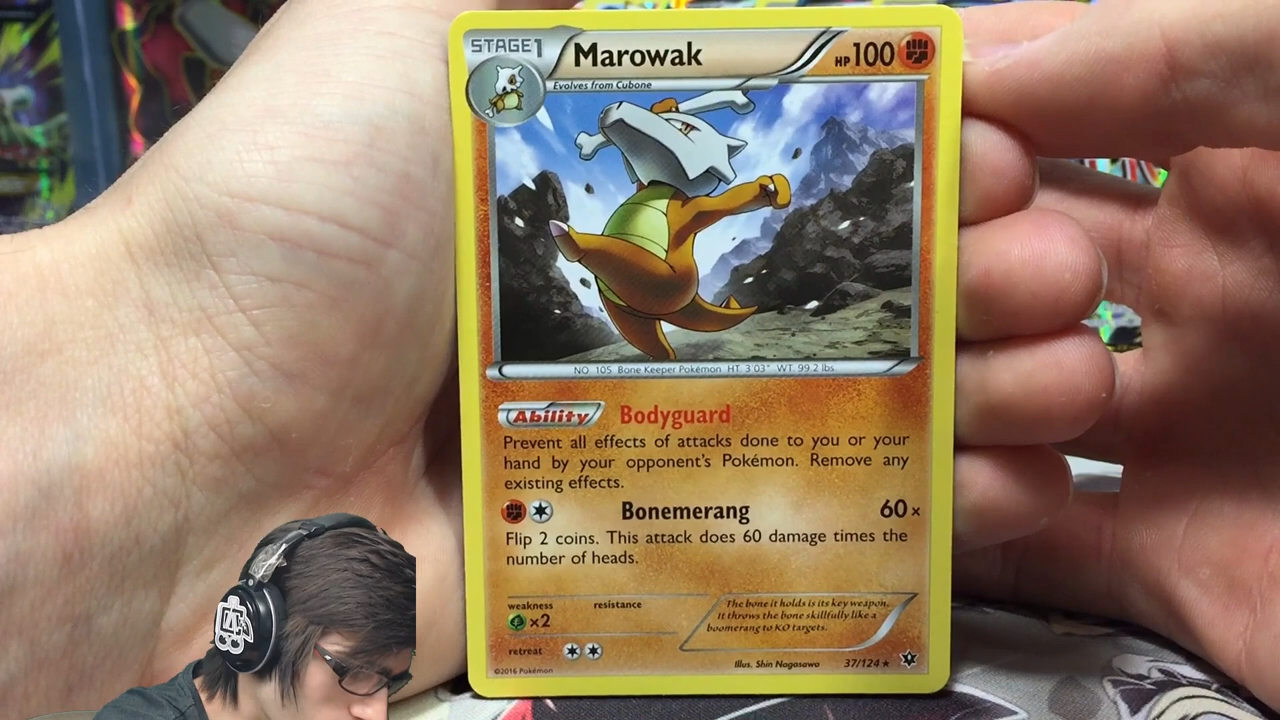 STAGE1 Marowak HP100
Evolves from Cubone
NO. 105 Bone Keeper Pokémon HT. 3'03" WT. 99.2 lbs.
Ability Bodyguard
Prevent all effects of attacks done to you or your
hand by your opponent's Pokémon. Remove any
existing effects.
Bonemerang 60×
Flip 2 coins. This attack does 60 damage times the
number of heads.
weakness resistance
×2
The bone it holds is its key weapon.
It throws the bone skillfully like a
boomerang to KO targets.
retreat
©2016 Pokémon
Illus. Shin Nagasawa 37/124 ★